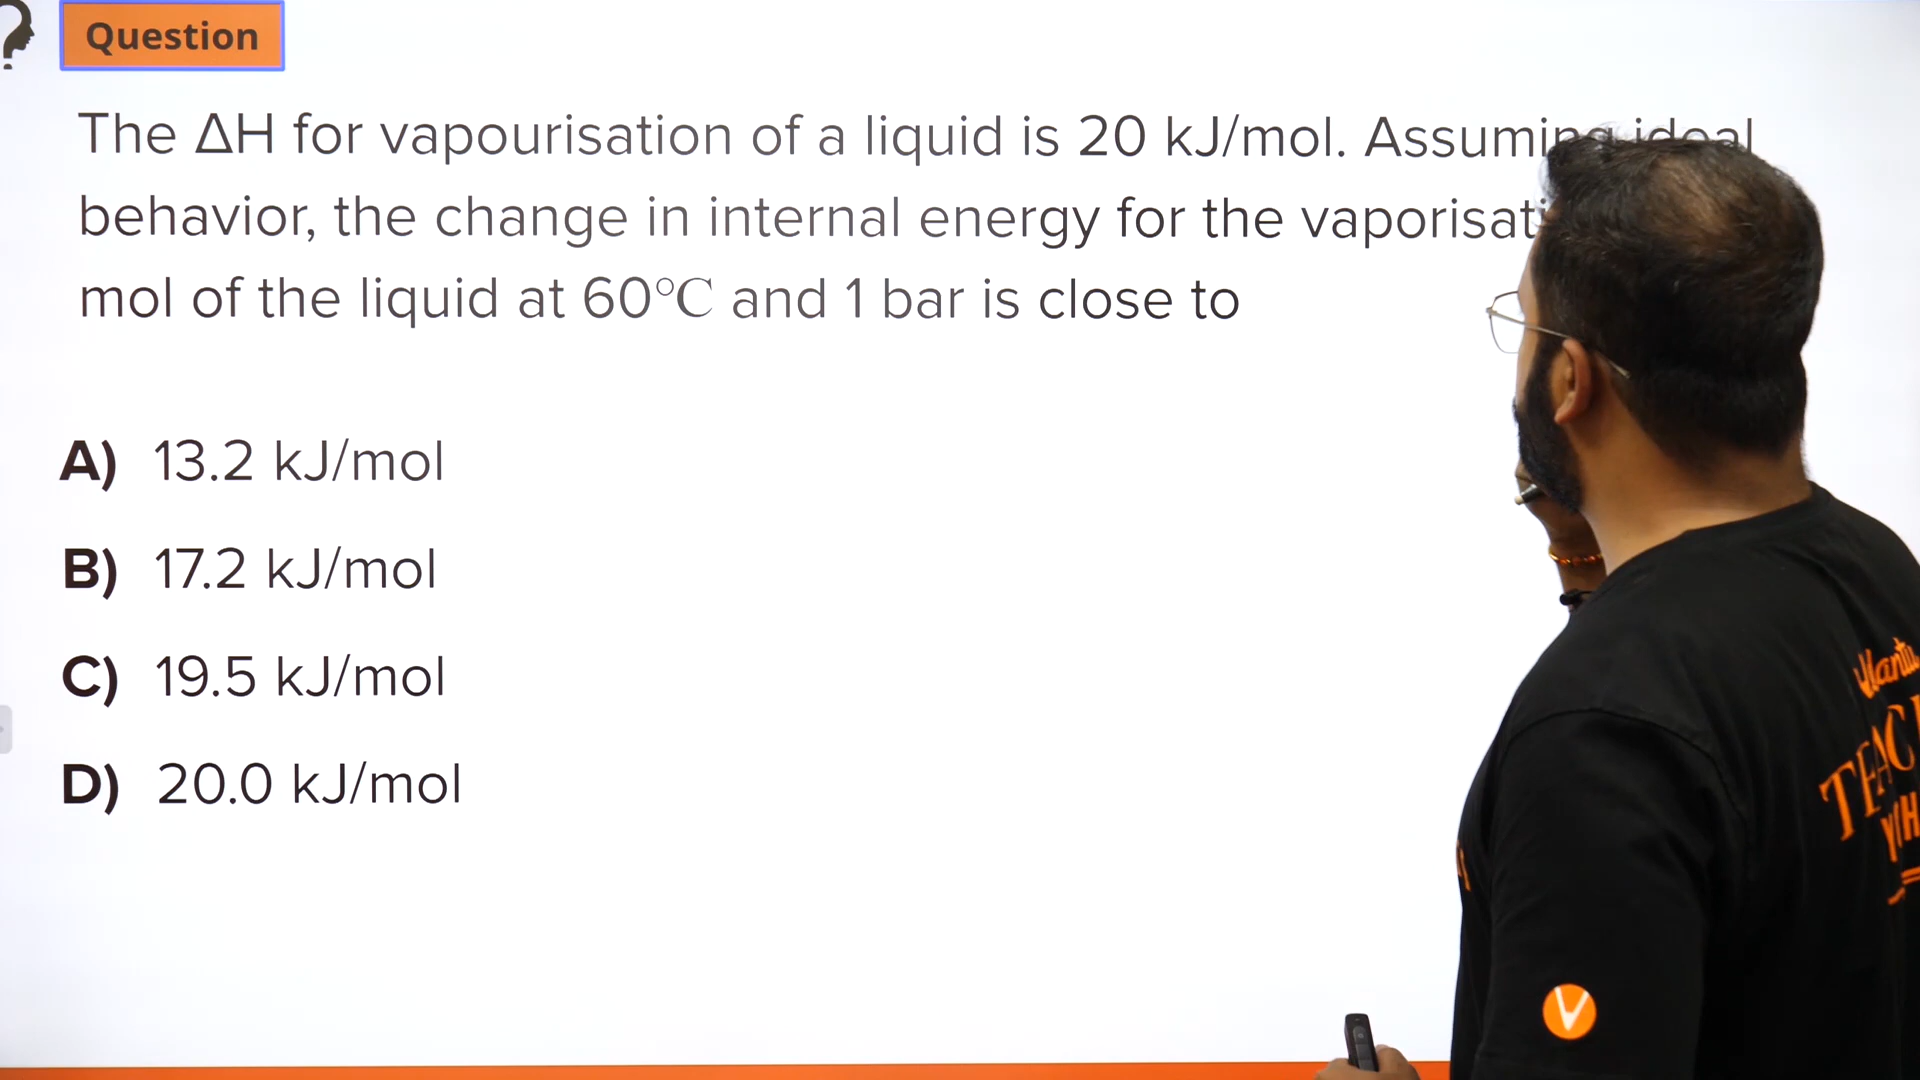 Question
The ΔH for vapourisation of a liquid is 20 kJ/mol. Assuming ideal
behavior, the change in internal energy for the
mol of the liquid at 60°C and 1 bar is close to
A) 13.2 kJ/mol
B) 17.2 kJ/mol
C) 19.5 kJ/mol
D) 20.0 kJ/mol